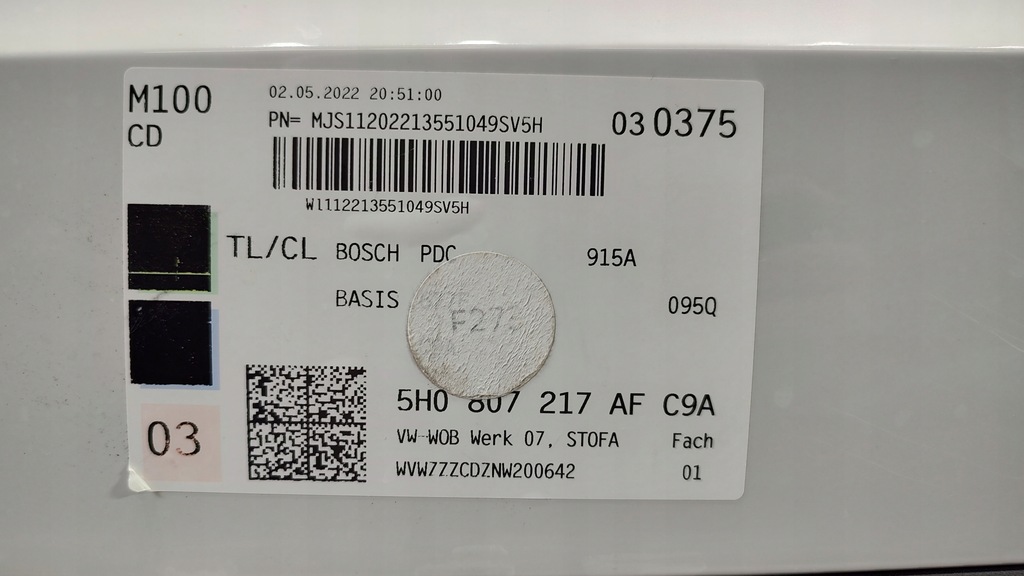 M100
CD
02.05.2022 20:51:00
PN= MJS11202213551049SV5H
03 0375
W1112213551049SV5H
TL/CL BOSCH PDC 915A
BASIS 095Q
F273
5H0 807 217 AF C9A
03
VW-WOB Werk 07, STOFA Fach
WVWZZZCDZNW200642 01